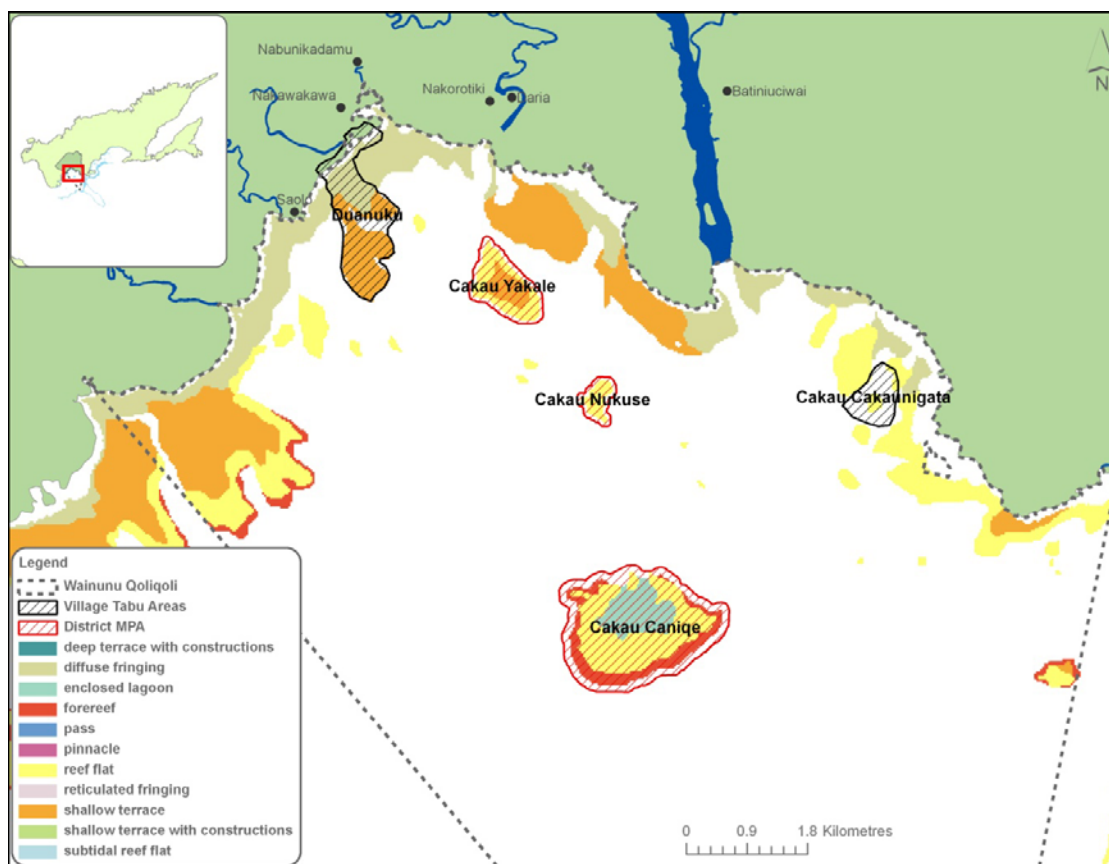 Nabunikadamu
Nakawakawa
Nakorotiki
Daria
Batiniuciwai
N
Saolo
Duanuku
Cakau Yakale
Cakau Nukuse
Cakau Cakaunigata
Cakau Caniqe
Legend
Wainunu Qoliqoli
Village Tabu Areas
District MPA
deep terrace with constructions
diffuse fringing
enclosed lagoon
forereef
pass
pinnacle
reef flat
reticulated fringing
shallow terrace
shallow terrace with constructions
subtidal reef flat
0 0.9 1.8 Kilometres